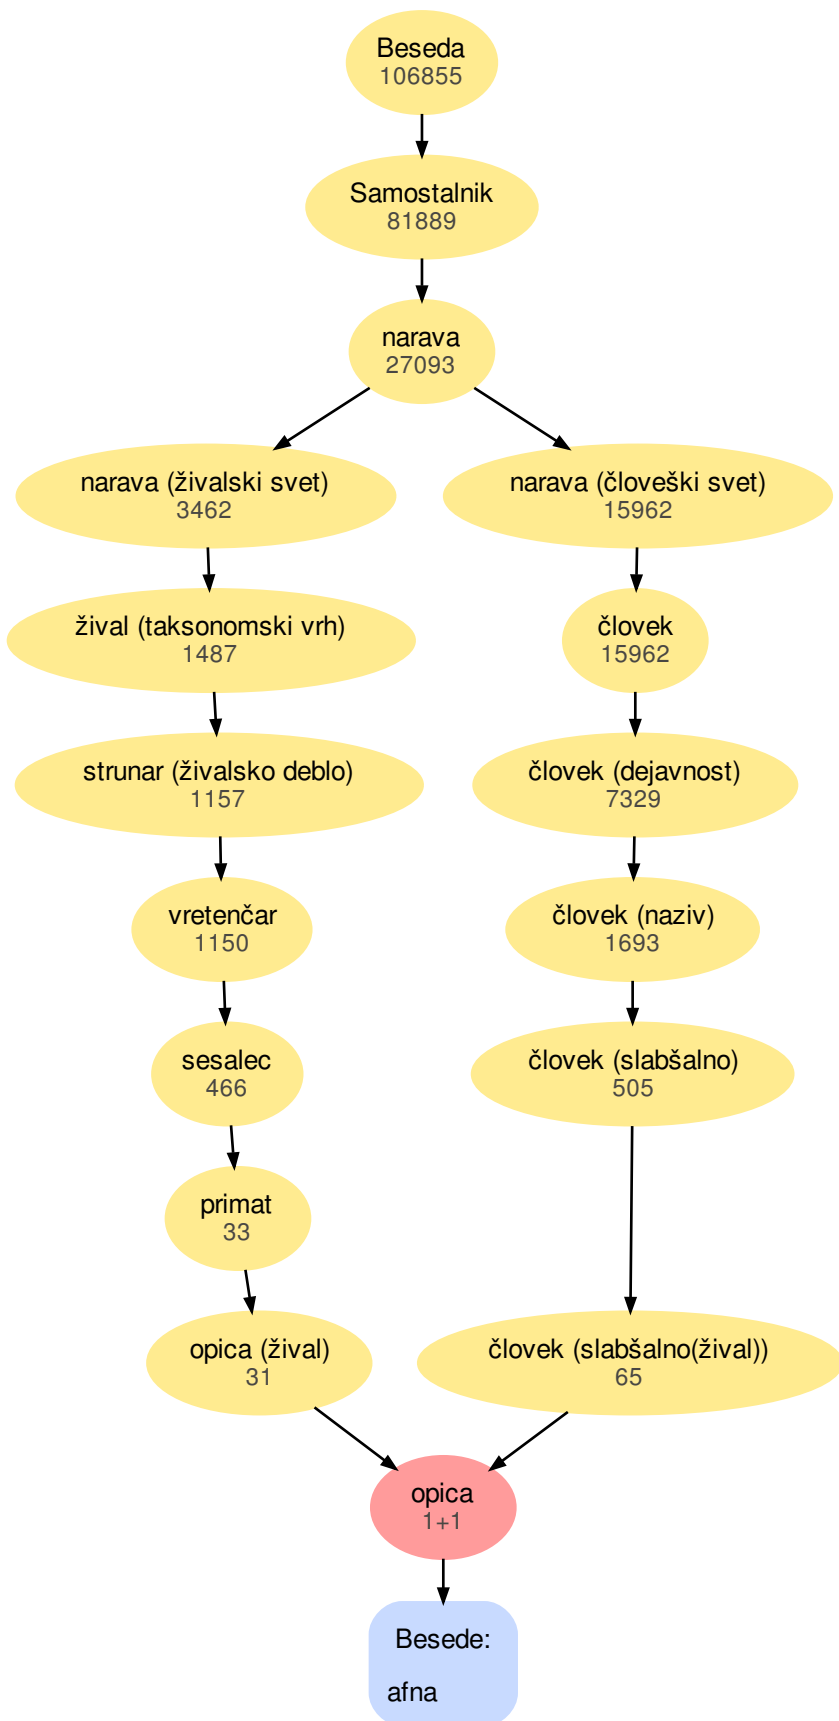 Beseda
106855
Samostalnik
81889
narava
27093
narava (živalski svet)
3462
narava (človeški svet)
15962
žival (taksonomski vrh)
1487
človek
15962
strunar (živalsko deblo)
1157
človek (dejavnost)
7329
vretenčar
1150
človek (naziv)
1693
sesalec
466
človek (slabšalno)
505
primat
33
opica (žival)
31
človek (slabšalno(žival))
65
opica
1+1
Besede:
afna